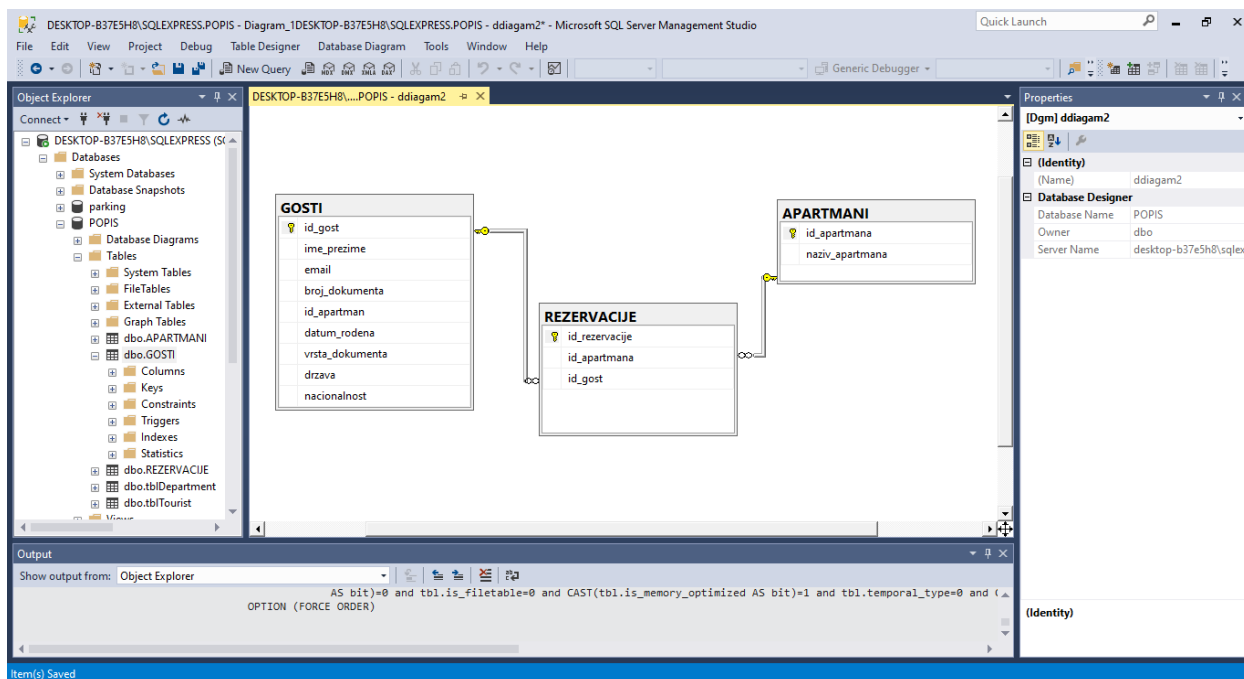 DESKTOP-B37E5H8\SQLEXPRESS.POPIS - Diagram_1DESKTOP-B37E5H8\SQLEXPRESS.POPIS - ddiagam2* - Microsoft SQL Server Management Studio
Quick Launch
File Edit View Project Debug Table Designer Database Diagram Tools Window Help
New Query MDX DMX XMLA DAX Generic Debugger
Object Explorer
Connect
DESKTOP-B37E5H8\SQLEXPRESS (SC
Databases
System Databases
Database Snapshots
parking
POPIS
Database Diagrams
Tables
System Tables
FileTables
External Tables
Graph Tables
dbo.APARTMANI
dbo.GOSTI
Columns
Keys
Constraints
Triggers
Indexes
Statistics
dbo.REZERVACIJE
dbo.tblDepartment
dbo.tblTourist
Views
DESKTOP-B37E5H8\....POPIS - ddiagam2
GOSTI
id_gost
ime_prezime
email
broj_dokumenta
id_apartman
datum_rodena
vrsta_dokumenta
drzava
nacionalnost
REZERVACIJE
id_rezervacije
id_apartmana
id_gost
APARTMANI
id_apartmana
naziv_apartmana
Properties
[Dgm] ddiagam2
(Identity)
(Name) ddiagam2
Database Designer
Database Name POPIS
Owner dbo
Server Name desktop-b37e5h8\sqlex
(Identity)
Output
Show output from: Object Explorer
AS bit)=0 and tbl.is_filetable=0 and CAST(tbl.is_memory_optimized AS bit)=1 and tbl.temporal_type=0 and (
OPTION (FORCE ORDER)
Item(s) Saved